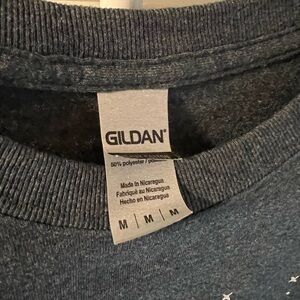 GILDAN®
50% polyester /
Made in Nicaragua
Fabriqué au Nicaragua
Hecho en Nicaragua
M | M | M